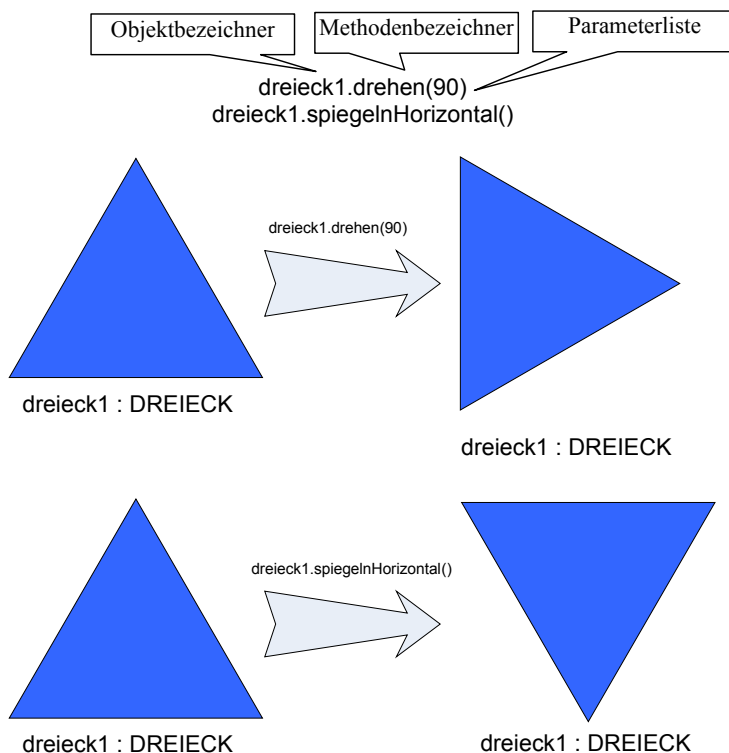 Objektbezeichner
Methodenbezeichner
Parameterliste
dreieck1.drehen(90)
dreieck1.spiegelnHorizontal()
dreieck1.drehen(90)
dreieck1 : DREIECK
dreieck1 : DREIECK
dreieck1.spiegelnHorizontal()
dreieck1 : DREIECK
dreieck1 : DREIECK